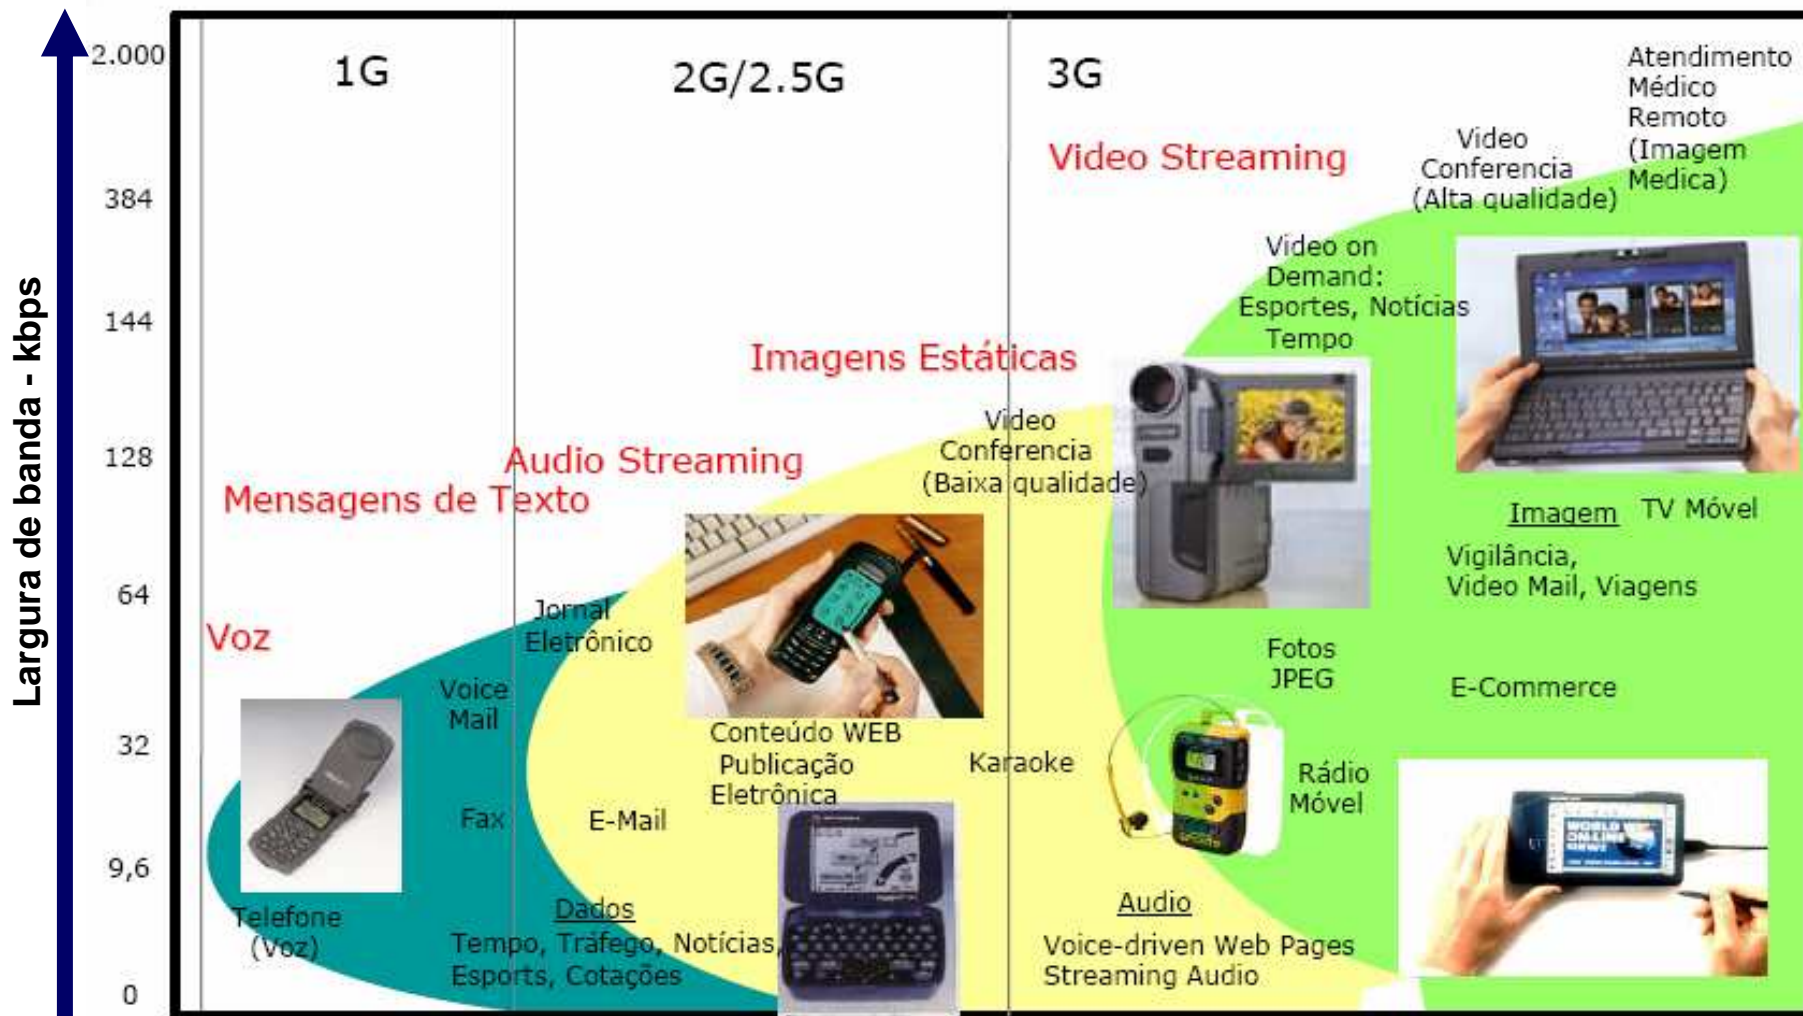 Largura de banda - kbps
2.000
384
144
128
64
32
9,6
0
1G
2G/2.5G
3G
Video Streaming
Imagens Estáticas
Audio Streaming
Mensagens de Texto
Voz
Atendimento
Médico
Remoto
(Imagem
Medica)
Video
Conferencia
(Alta qualidade)
Video on
Demand:
Esportes, Notícias
Tempo
Video
Conferencia
(Baixa qualidade)
Imagem
TV Móvel
Vigilância,
Video Mail, Viagens
Jornal
Eletrônico
Voice
Mail
Fax
E-Mail
Conteúdo WEB
Publicação
Eletrônica
Karaoke
Fotos
JPEG
E-Commerce
Rádio
Móvel
Telefone
(Voz)
Dados
Tempo, Tráfego, Notícias,
Esports, Cotações
Audio
Voice-driven Web Pages
Streaming Audio
WORLD
ON-LINE
NEWS